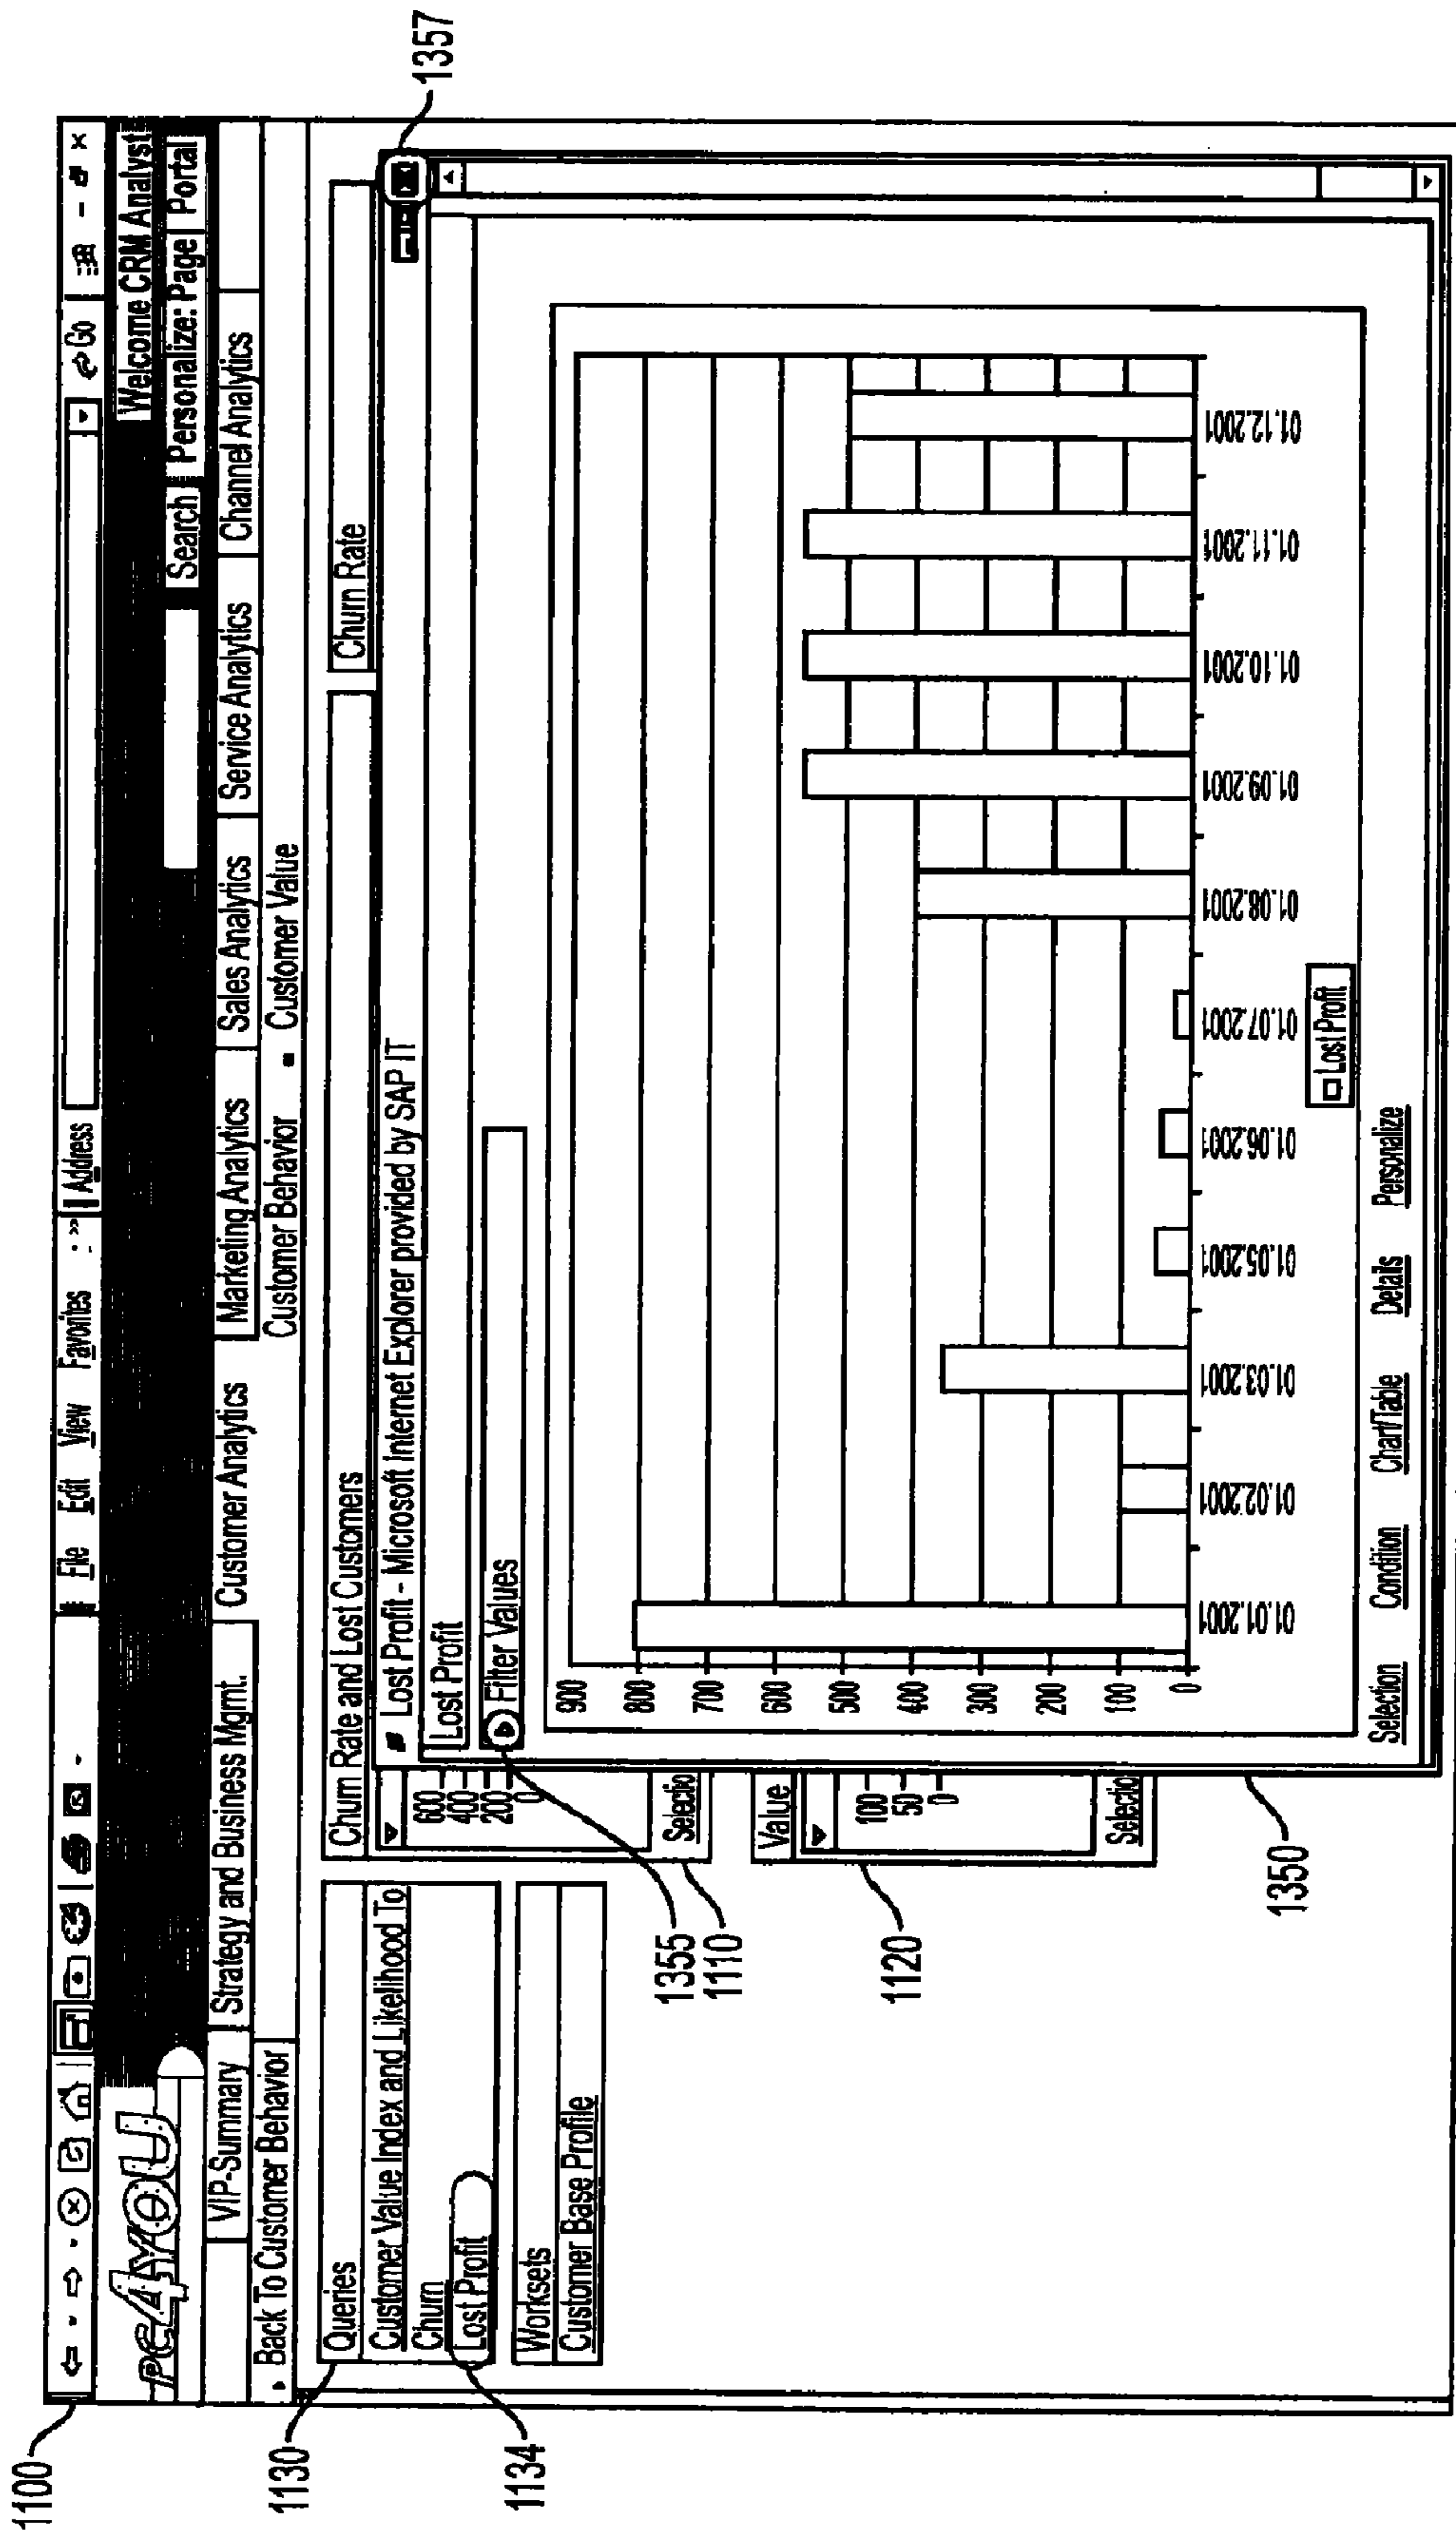 1100
File Edit View Favorites : » Address Go
PC4YOU
Welcome CRM Analyst
Search Personalize: Page Portal
VIP-Summary Strategy and Business Mgmt. Customer Analytics Marketing Analytics Sales Analytics Service Analytics Channel Analytics
Back To Customer Behavior Customer Behavior ▪ Customer Value
1130
Queries
Customer Value Index and Likelihood To
Churn
Lost Profit
1134
Worksets
Customer Base Profile
Churn Rate and Lost Customers
Churn Rate
1357
600
400
200
0
Selectio
1355
1110
Value
100
50
0
Selectio
1120
Lost Profit - Microsoft Internet Explorer provided by SAP IT
Lost Profit
Filter Values
900
800
700
600
500
400
300
200
100
0
01.01.2001 01.02.2001 01.03.2001 01.05.2001 01.06.2001 01.07.2001 01.08.2001 01.09.2001 01.10.2001 01.11.2001 01.12.2001
Lost Profit
Selection Condition Chart/Table Details Personalize
1350